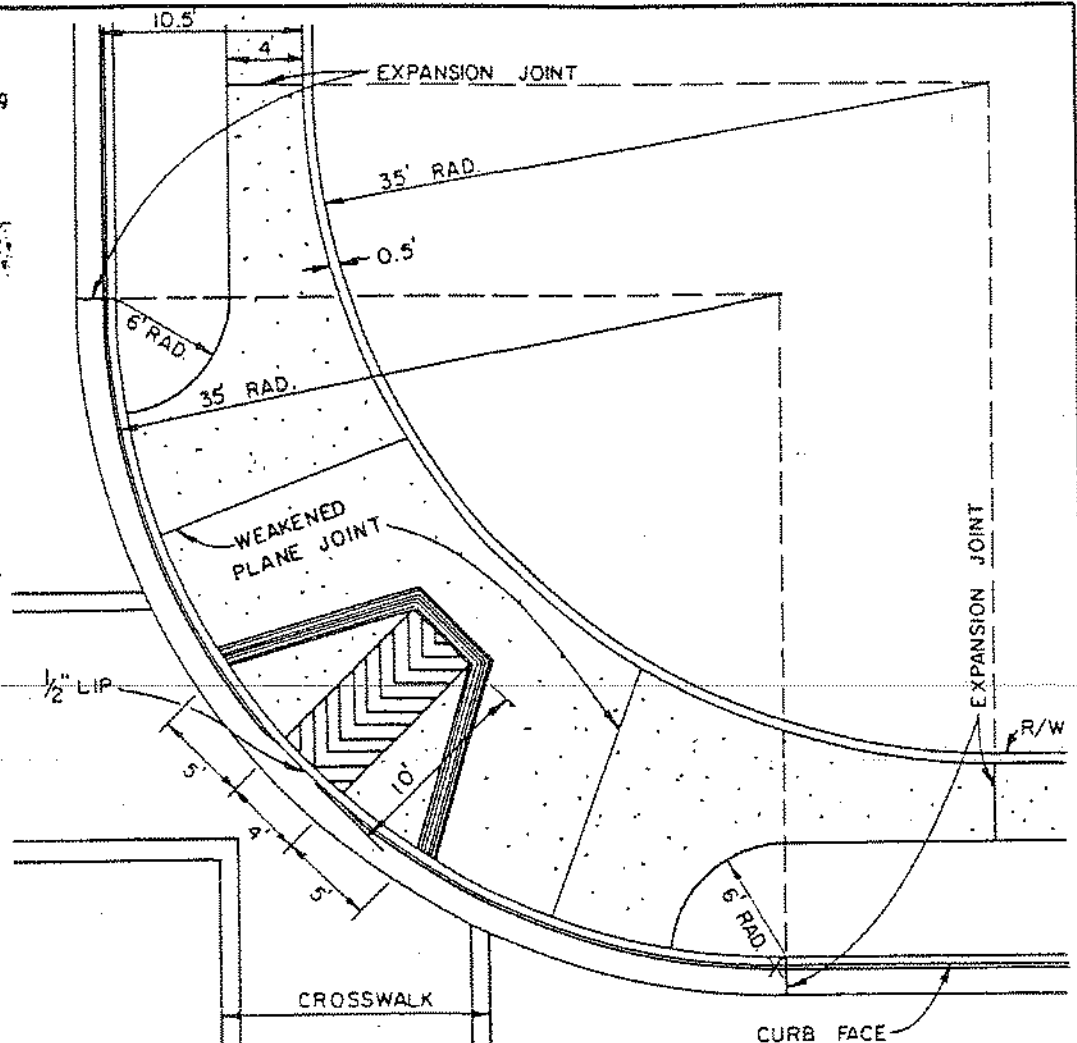 10.5'
4'
EXPANSION JOINT
35' RAD.
0.5'
6' RAD.
35' RAD.
WEAKENED
PLANE JOINT
EXPANSION JOINT
1/2" LIP
R/W
10'
5'
4'
5'
6' RAD.
CROSSWALK
CURB FACE